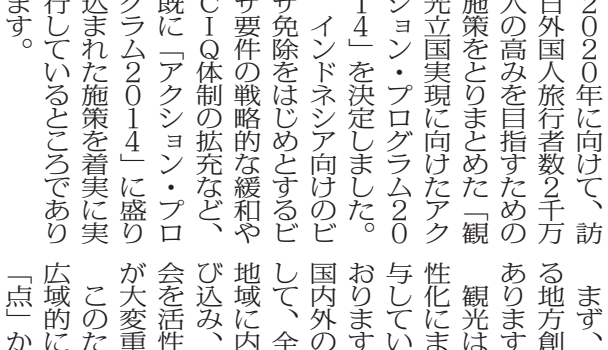 2020年に向けて、訪
日外国人旅行者数2千万
人の高みを目指すための
施策をとりまとめた「観
光立国実現に向けたアク
ション・プログラム20
14」を決定しました。
　インドネシア向けのビ
ザ免除をはじめとするビ
ザ要件の戦略的な緩和や
CIQ体制の拡充など、
既に「アクション・プロ
グラム2014」に盛り
込まれた施策を着実に実
行しているところであり
ます。
まず、
る地方創
あります
観光は
性化にま
与してい
おります
国内外の
して、全
地域に内
び込み、
会を活性
が大変重
このた
広域的に
「点」か